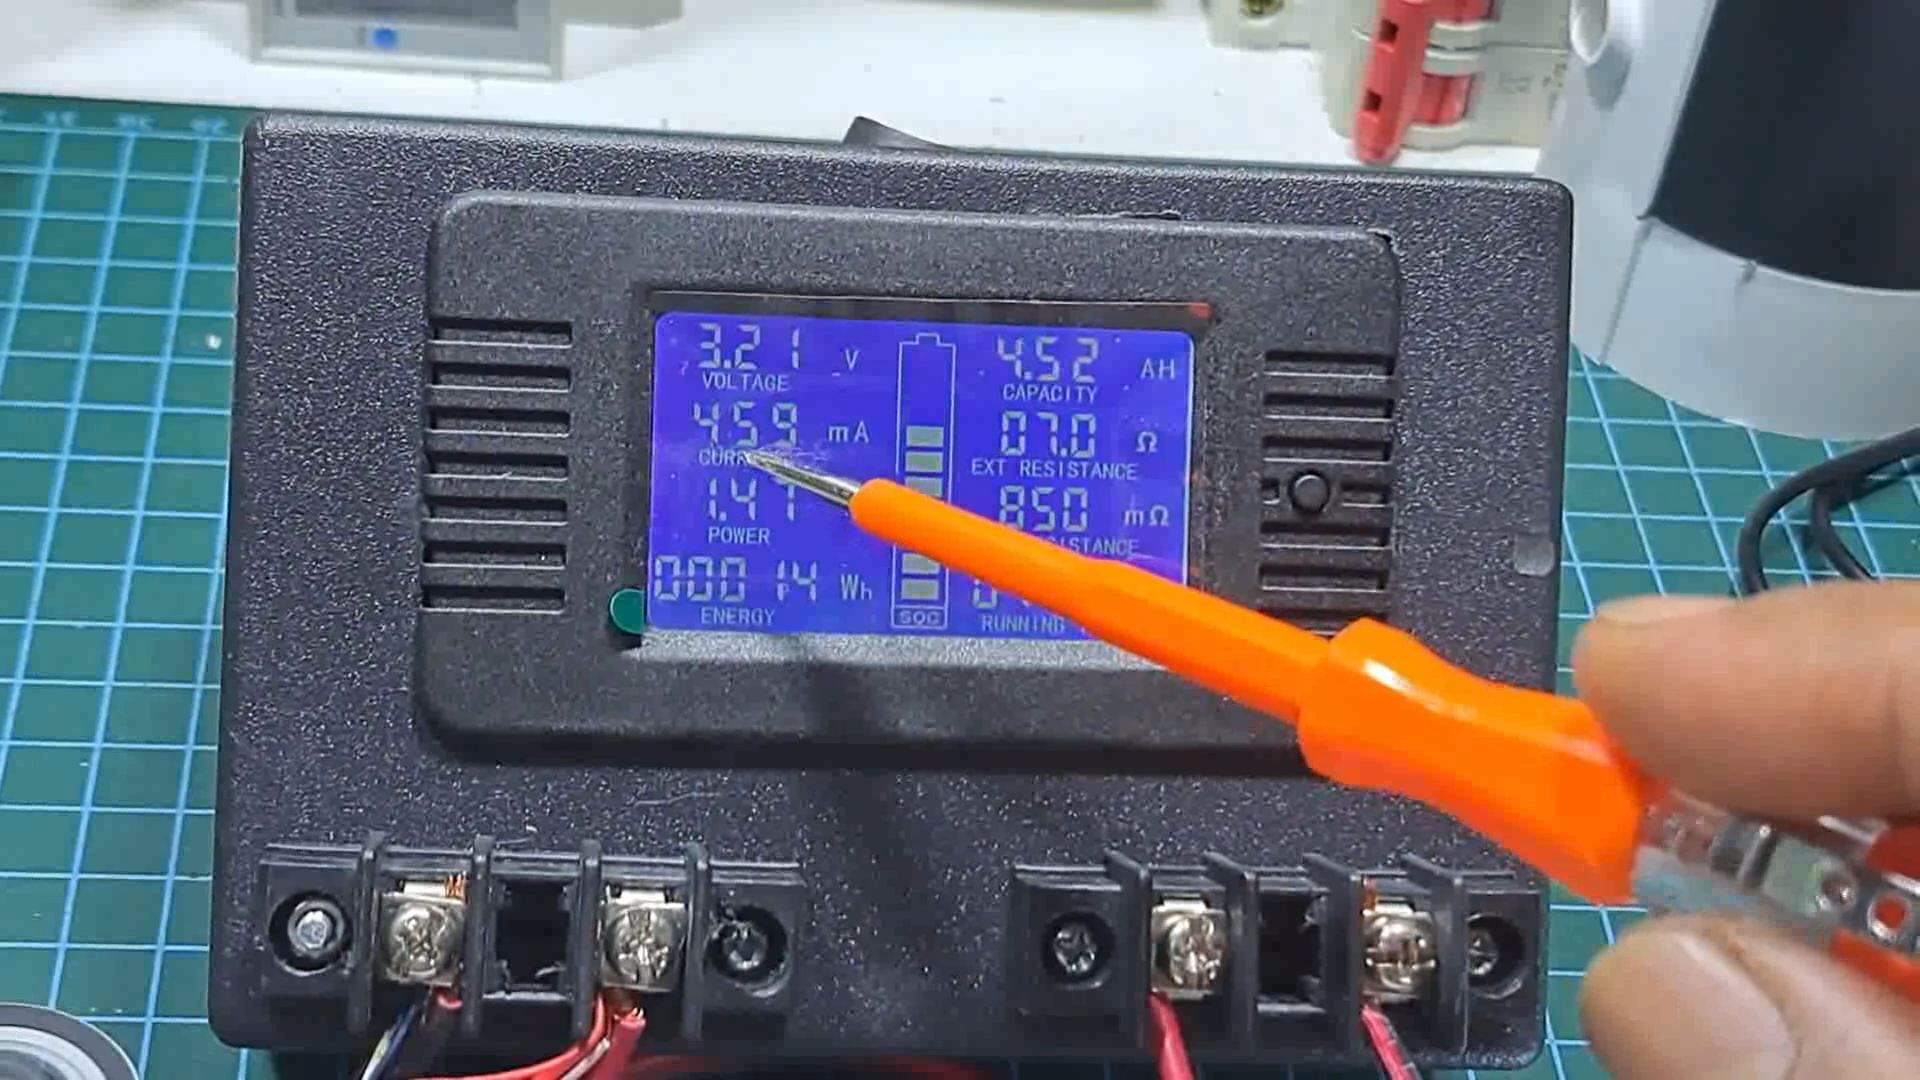 3.21 V
VOLTAGE
459 mA
1.47
POWER
00014 Wh
ENERGY
SOC
4.52 AH
CAPACITY
07.0 Ω
EXT RESISTANCE
850 mΩ
RUNNING